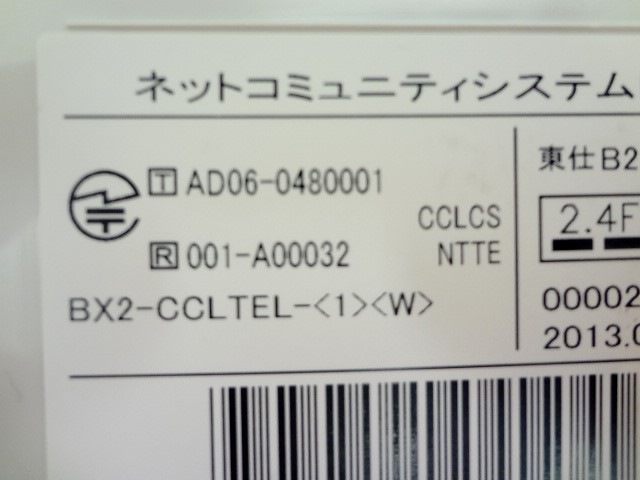 ネットコミュニティシステム
T AD06-0480001
CCLCS
R 001-A00032
NTTE
BX2-CCLTEL-<1><W>
東仕B2
2.4F
00002
2013.0